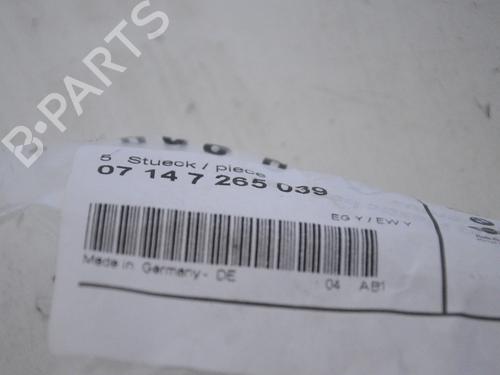 B-PARTS
5 Stueck / piece
07 14 7 265 039
EG Y / EW Y
Made in Germany - DE
04 AB1